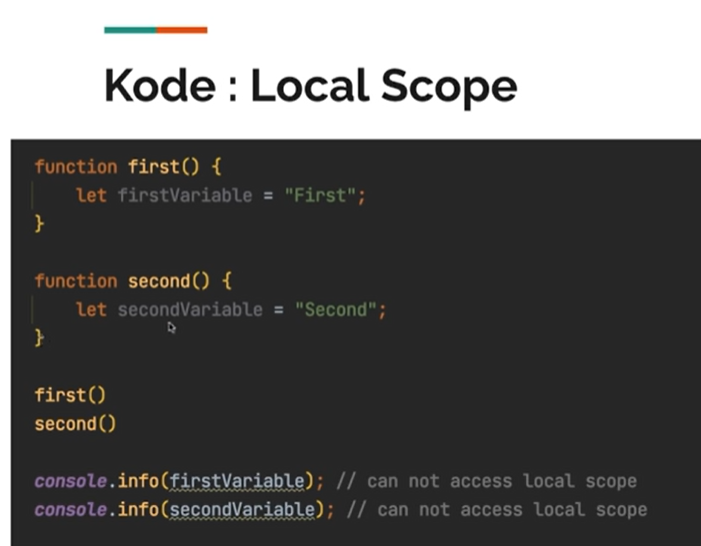 Kode : Local Scope
function first() {
    let firstVariable = "First";
}
function second() {
    let secondVariable = "Second";
}
first()
second()
console.info(firstVariable); // can not access local scope
console.info(secondVariable); // can not access local scope